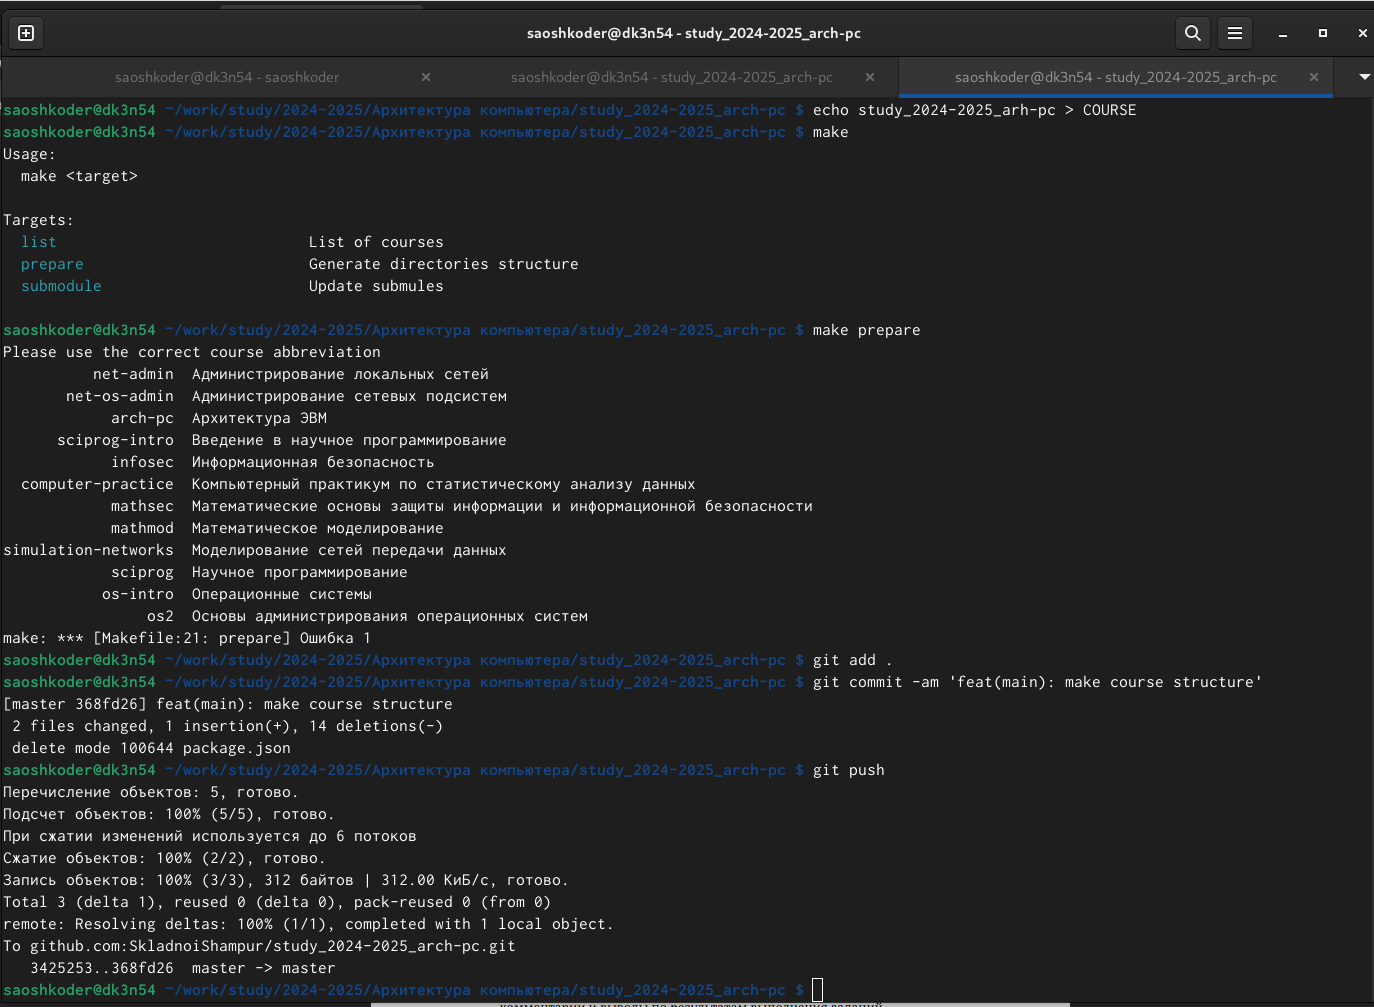 saoshkoder@dk3n54 - study_2024-2025_arch-pc
saoshkoder@dk3n54 - saoshkoder
saoshkoder@dk3n54 - study_2024-2025_arch-pc
saoshkoder@dk3n54 - study_2024-2025_arch-pc
saoshkoder@dk3n54 ~/work/study/2024-2025/Архитектура компьютера/study_2024-2025_arch-pc $ echo study_2024-2025_arh-pc > COURSE
saoshkoder@dk3n54 ~/work/study/2024-2025/Архитектура компьютера/study_2024-2025_arch-pc $ make
Usage:
  make <target>
Targets:
  list                            List of courses
  prepare                         Generate directories structure
  submodule                       Update submules
saoshkoder@dk3n54 ~/work/study/2024-2025/Архитектура компьютера/study_2024-2025_arch-pc $ make prepare
Please use the correct course abbreviation
          net-admin  Администрирование локальных сетей
       net-os-admin  Администрирование сетевых подсистем
            arch-pc  Архитектура ЭВМ
      sciprog-intro  Введение в научное программирование
            infosec  Информационная безопасность
  computer-practice  Компьютерный практикум по статистическому анализу данных
            mathsec  Математические основы защиты информации и информационной безопасности
            mathmod  Математическое моделирование
simulation-networks  Моделирование сетей передачи данных
            sciprog  Научное программирование
           os-intro  Операционные системы
                os2  Основы администрирования операционных систем
make: *** [Makefile:21: prepare] Ошибка 1
saoshkoder@dk3n54 ~/work/study/2024-2025/Архитектура компьютера/study_2024-2025_arch-pc $ git add .
saoshkoder@dk3n54 ~/work/study/2024-2025/Архитектура компьютера/study_2024-2025_arch-pc $ git commit -am 'feat(main): make course structure'
[master 368fd26] feat(main): make course structure
 2 files changed, 1 insertion(+), 14 deletions(-)
 delete mode 100644 package.json
saoshkoder@dk3n54 ~/work/study/2024-2025/Архитектура компьютера/study_2024-2025_arch-pc $ git push
Перечисление объектов: 5, готово.
Подсчет объектов: 100% (5/5), готово.
При сжатии изменений используется до 6 потоков
Сжатие объектов: 100% (2/2), готово.
Запись объектов: 100% (3/3), 312 байтов | 312.00 КиБ/с, готово.
Total 3 (delta 1), reused 0 (delta 0), pack-reused 0 (from 0)
remote: Resolving deltas: 100% (1/1), completed with 1 local object.
To github.com:SkladnoiShampur/study_2024-2025_arch-pc.git
   3425253..368fd26  master -> master
saoshkoder@dk3n54 ~/work/study/2024-2025/Архитектура компьютера/study_2024-2025_arch-pc $